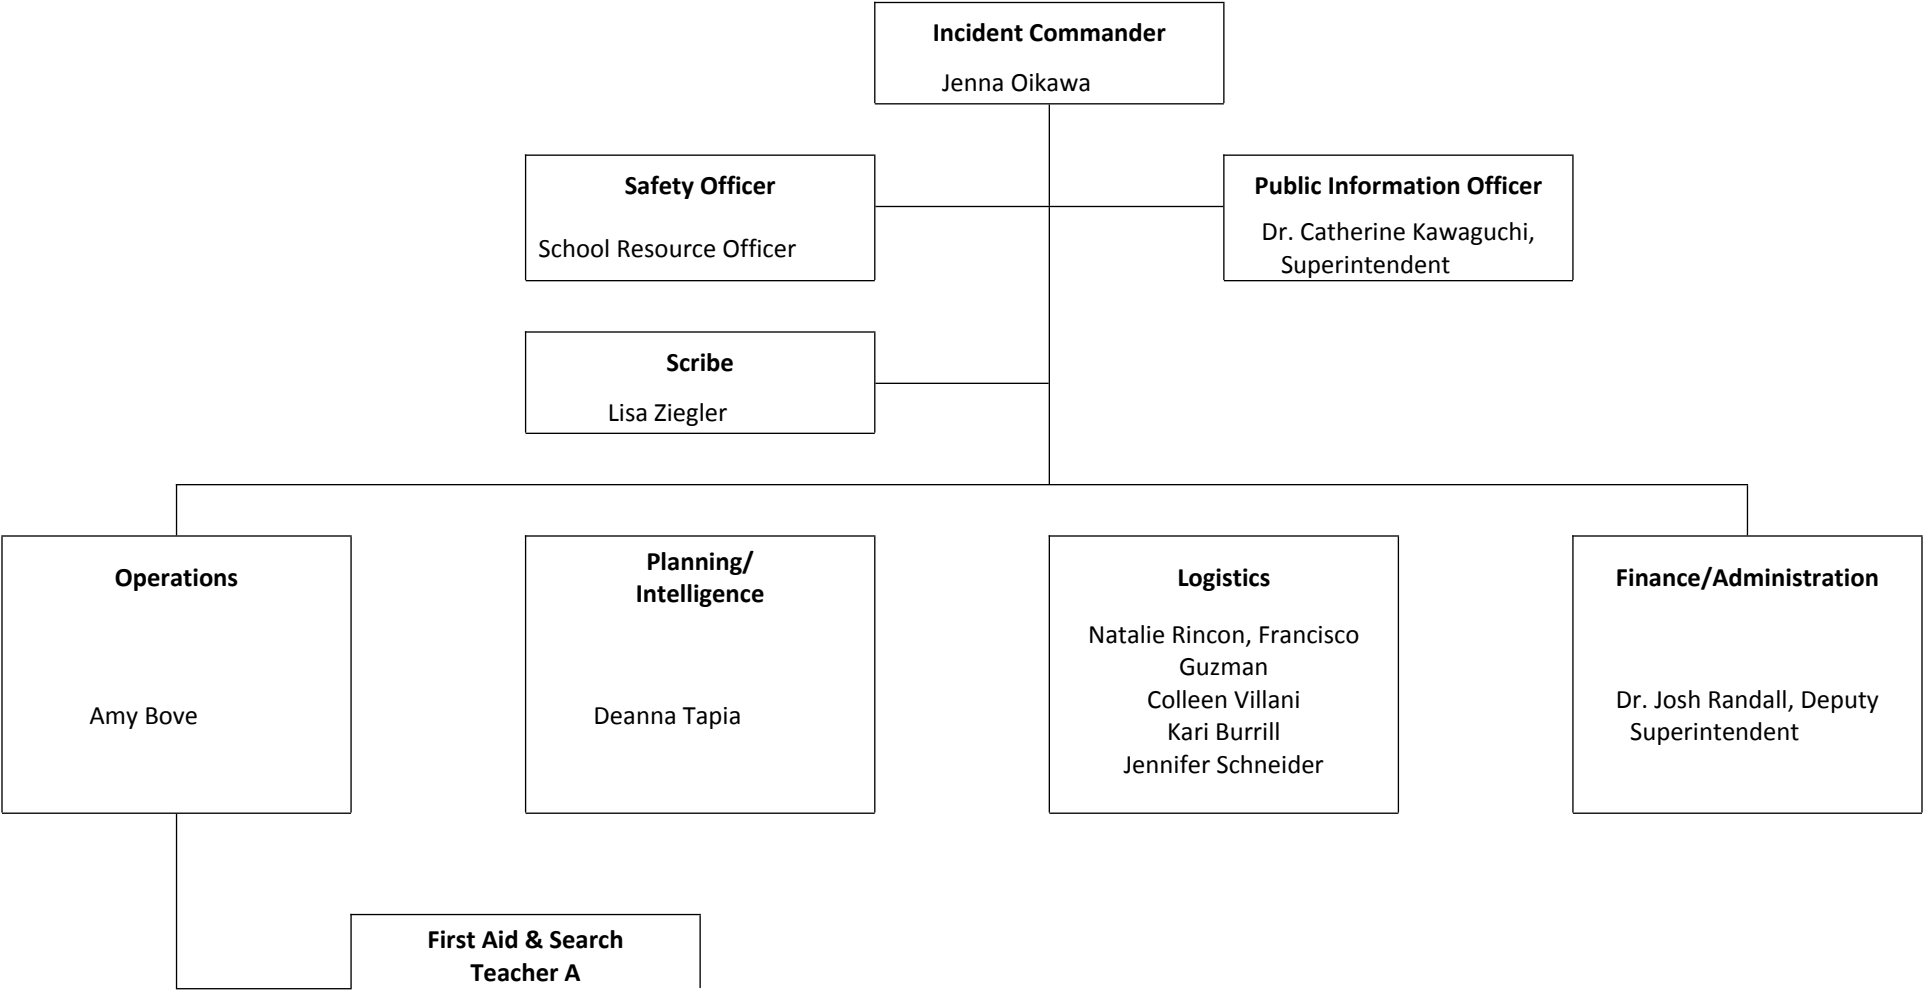 Incident Commander
Jenna Oikawa
Safety Officer
School Resource Officer
Public Information Officer
Dr. Catherine Kawaguchi,
Superintendent
Scribe
Lisa Ziegler
Operations
Amy Bove
Planning/
Intelligence
Deanna Tapia
Logistics
Natalie Rincon, Francisco
Guzman
Colleen Villani
Kari Burrill
Jennifer Schneider
Finance/Administration
Dr. Josh Randall, Deputy
Superintendent
First Aid & Search
Teacher A